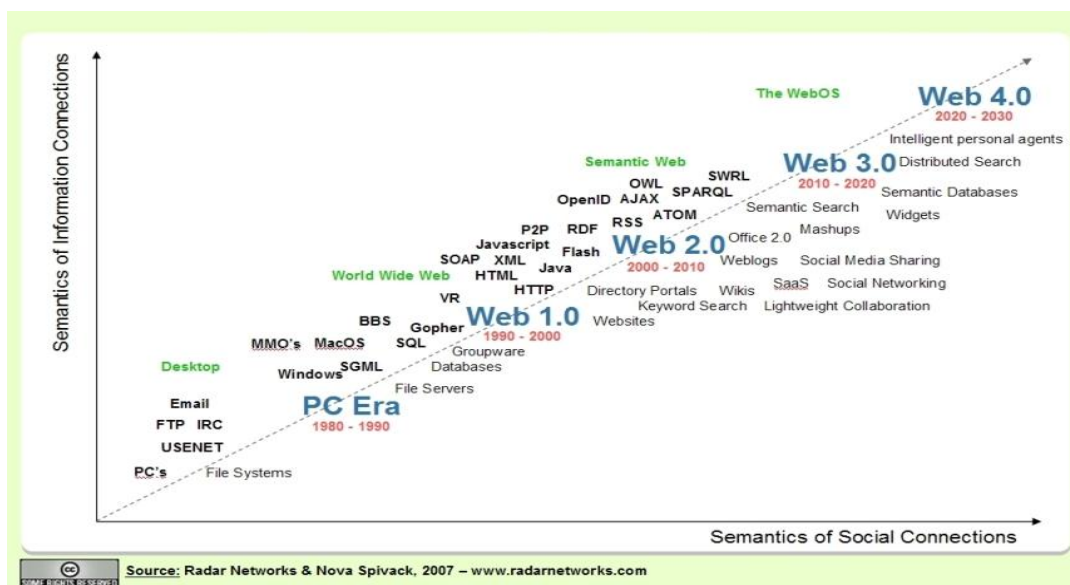 Semantics of Information Connections
The WebOS
Web 4.0
2020 - 2030
Intelligent personal agents
Semantic Web
Web 3.0
Distributed Search
2010 - 2020
SWRL
OWL
SPARQL
Semantic Databases
OpenID
AJAX
Semantic Search
Widgets
ATOM
RSS
P2P
RDF
Mashups
Office 2.0
Javascript
Web 2.0
Flash
SOAP
XML
Weblogs
Social Media Sharing
2000 - 2010
Java
World Wide Web
HTML
SaaS
Social Networking
HTTP
Directory Portals
Wikis
VR
Keyword Search
Lightweight Collaboration
Web 1.0
Websites
BBS
Gopher
1990 - 2000
MMO's
MacOS
SQL
Groupware
Desktop
SGML
Databases
Windows
File Servers
Email
PC Era
FTP
IRC
1980 - 1990
USENET
PC's
File Systems
Semantics of Social Connections
cc
SOME RIGHTS RESERVED
Source: Radar Networks & Nova Spivack, 2007 – www.radarnetworks.com